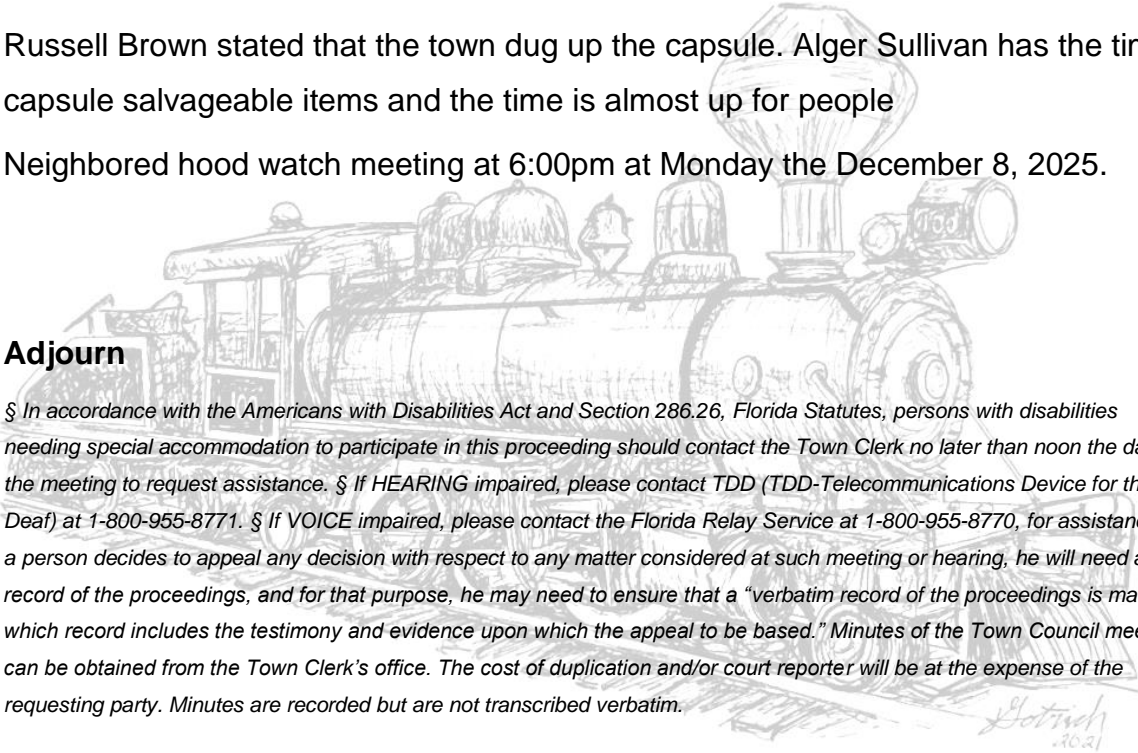 Russell Brown stated that the town dug up the capsule. Alger Sullivan has the
capsule salvageable items and the time is almost up for people
Neighbored hood watch meeting at 6:00pm at Monday the December 8, 2025.
Adjourn
§ In accordance with the Americans with Disabilities Act and Section 286.26, Florida Statutes, persons with disabilities
needing special accommodation to participate in this proceeding should contact the Town Clerk no later than noon the
the meeting to request assistance. § If HEARING impaired, please contact TDD (TDD-Telecommunications Device for
Deaf) at 1-800-955-8771. § If VOICE impaired, please contact the Florida Relay Service at 1-800-955-8770, for
a person decides to appeal any decision with respect to any matter considered at such meeting or hearing, he will need
record of the proceedings, and for that purpose, he may need to ensure that a “verbatim record of the proceedings is
which record includes the testimony and evidence upon which the appeal to be based.” Minutes of the Town Council
can be obtained from the Town Clerk’s office. The cost of duplication and/or court reporter will be at the expense of the
requesting party. Minutes are recorded but are not transcribed verbatim.
2021